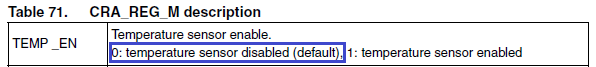 Table 71. CRA_REG_M description
TEMP _EN
Temperature sensor enable.
0: temperature sensor disabled (default), 1: temperature sensor enabled